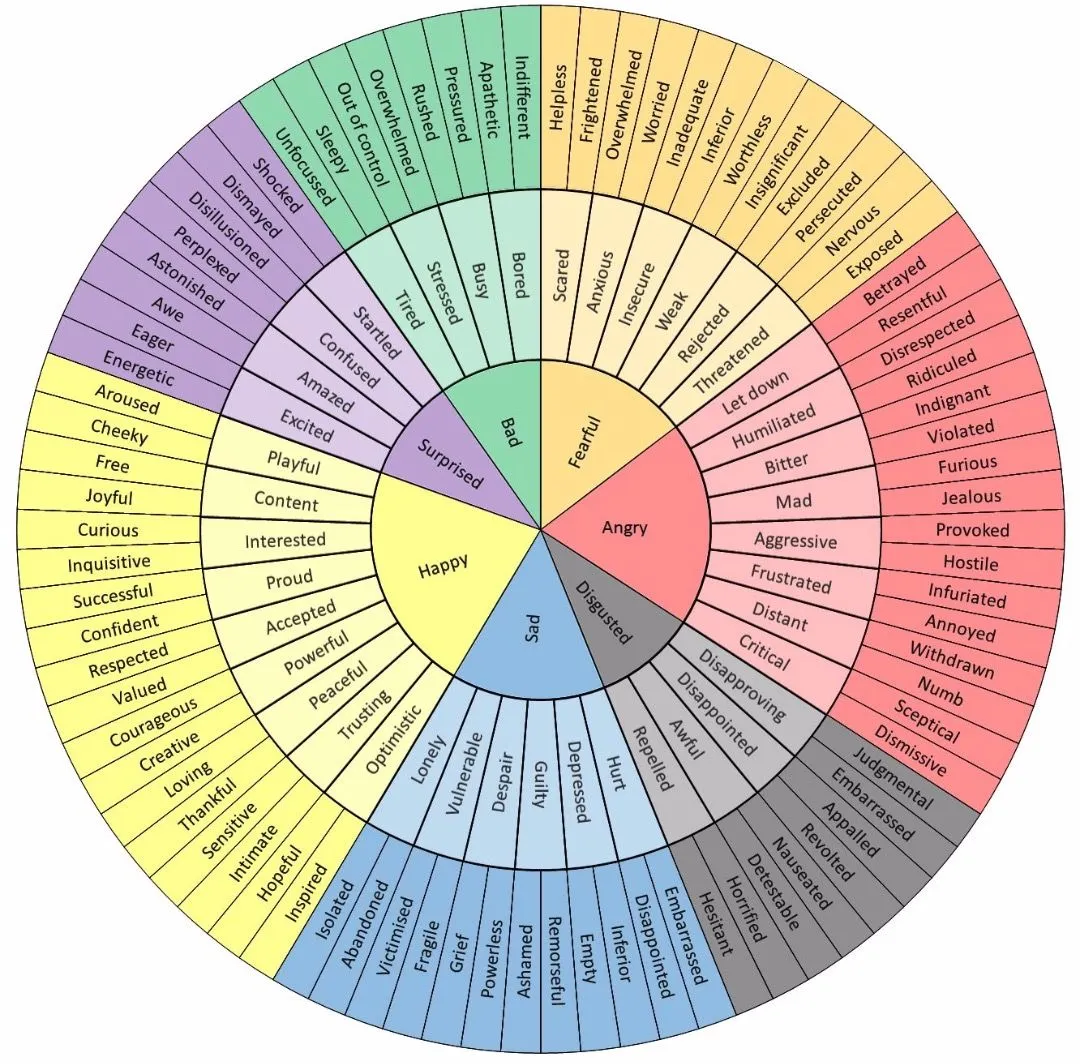 Fearful
Angry
Disgusted
Sad
Happy
Surprised
Bad
Scared
Anxious
Insecure
Weak
Rejected
Threatened
Let down
Humiliated
Bitter
Mad
Aggressive
Frustrated
Distant
Critical
Disapproving
Disappointed
Awful
Repelled
Hurt
Depressed
Guilty
Despair
Vulnerable
Lonely
Optimistic
Trusting
Peaceful
Powerful
Accepted
Proud
Interested
Content
Playful
Excited
Amazed
Confused
Startled
Tired
Stressed
Busy
Bored
Helpless
Frightened
Overwhelmed
Worried
Inadequate
Inferior
Worthless
Insignificant
Excluded
Persecuted
Nervous
Exposed
Betrayed
Resentful
Disrespected
Ridiculed
Indignant
Violated
Furious
Jealous
Provoked
Hostile
Infuriated
Annoyed
Withdrawn
Numb
Sceptical
Dismissive
Judgmental
Embarrassed
Appalled
Revolted
Nauseated
Detestable
Horrified
Hesitant
Embarrassed
Disappointed
Inferior
Empty
Remorseful
Ashamed
Powerless
Grief
Fragile
Victimised
Abandoned
Isolated
Inspired
Hopeful
Intimate
Sensitive
Thankful
Loving
Creative
Courageous
Valued
Respected
Confident
Successful
Inquisitive
Curious
Joyful
Free
Cheeky
Aroused
Energetic
Eager
Awe
Astonished
Perplexed
Disillusioned
Dismayed
Shocked
Unfocussed
Sleepy
Out of control
Overwhelmed
Rushed
Pressured
Apathetic
Indifferent